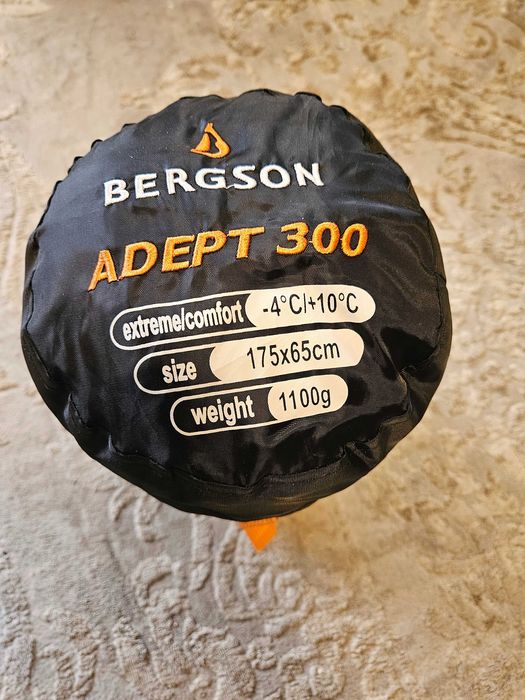 BERGSON
ADEPT 300
extreme/comfort -4°C/+10°C
size 175x65cm
weight 1100g